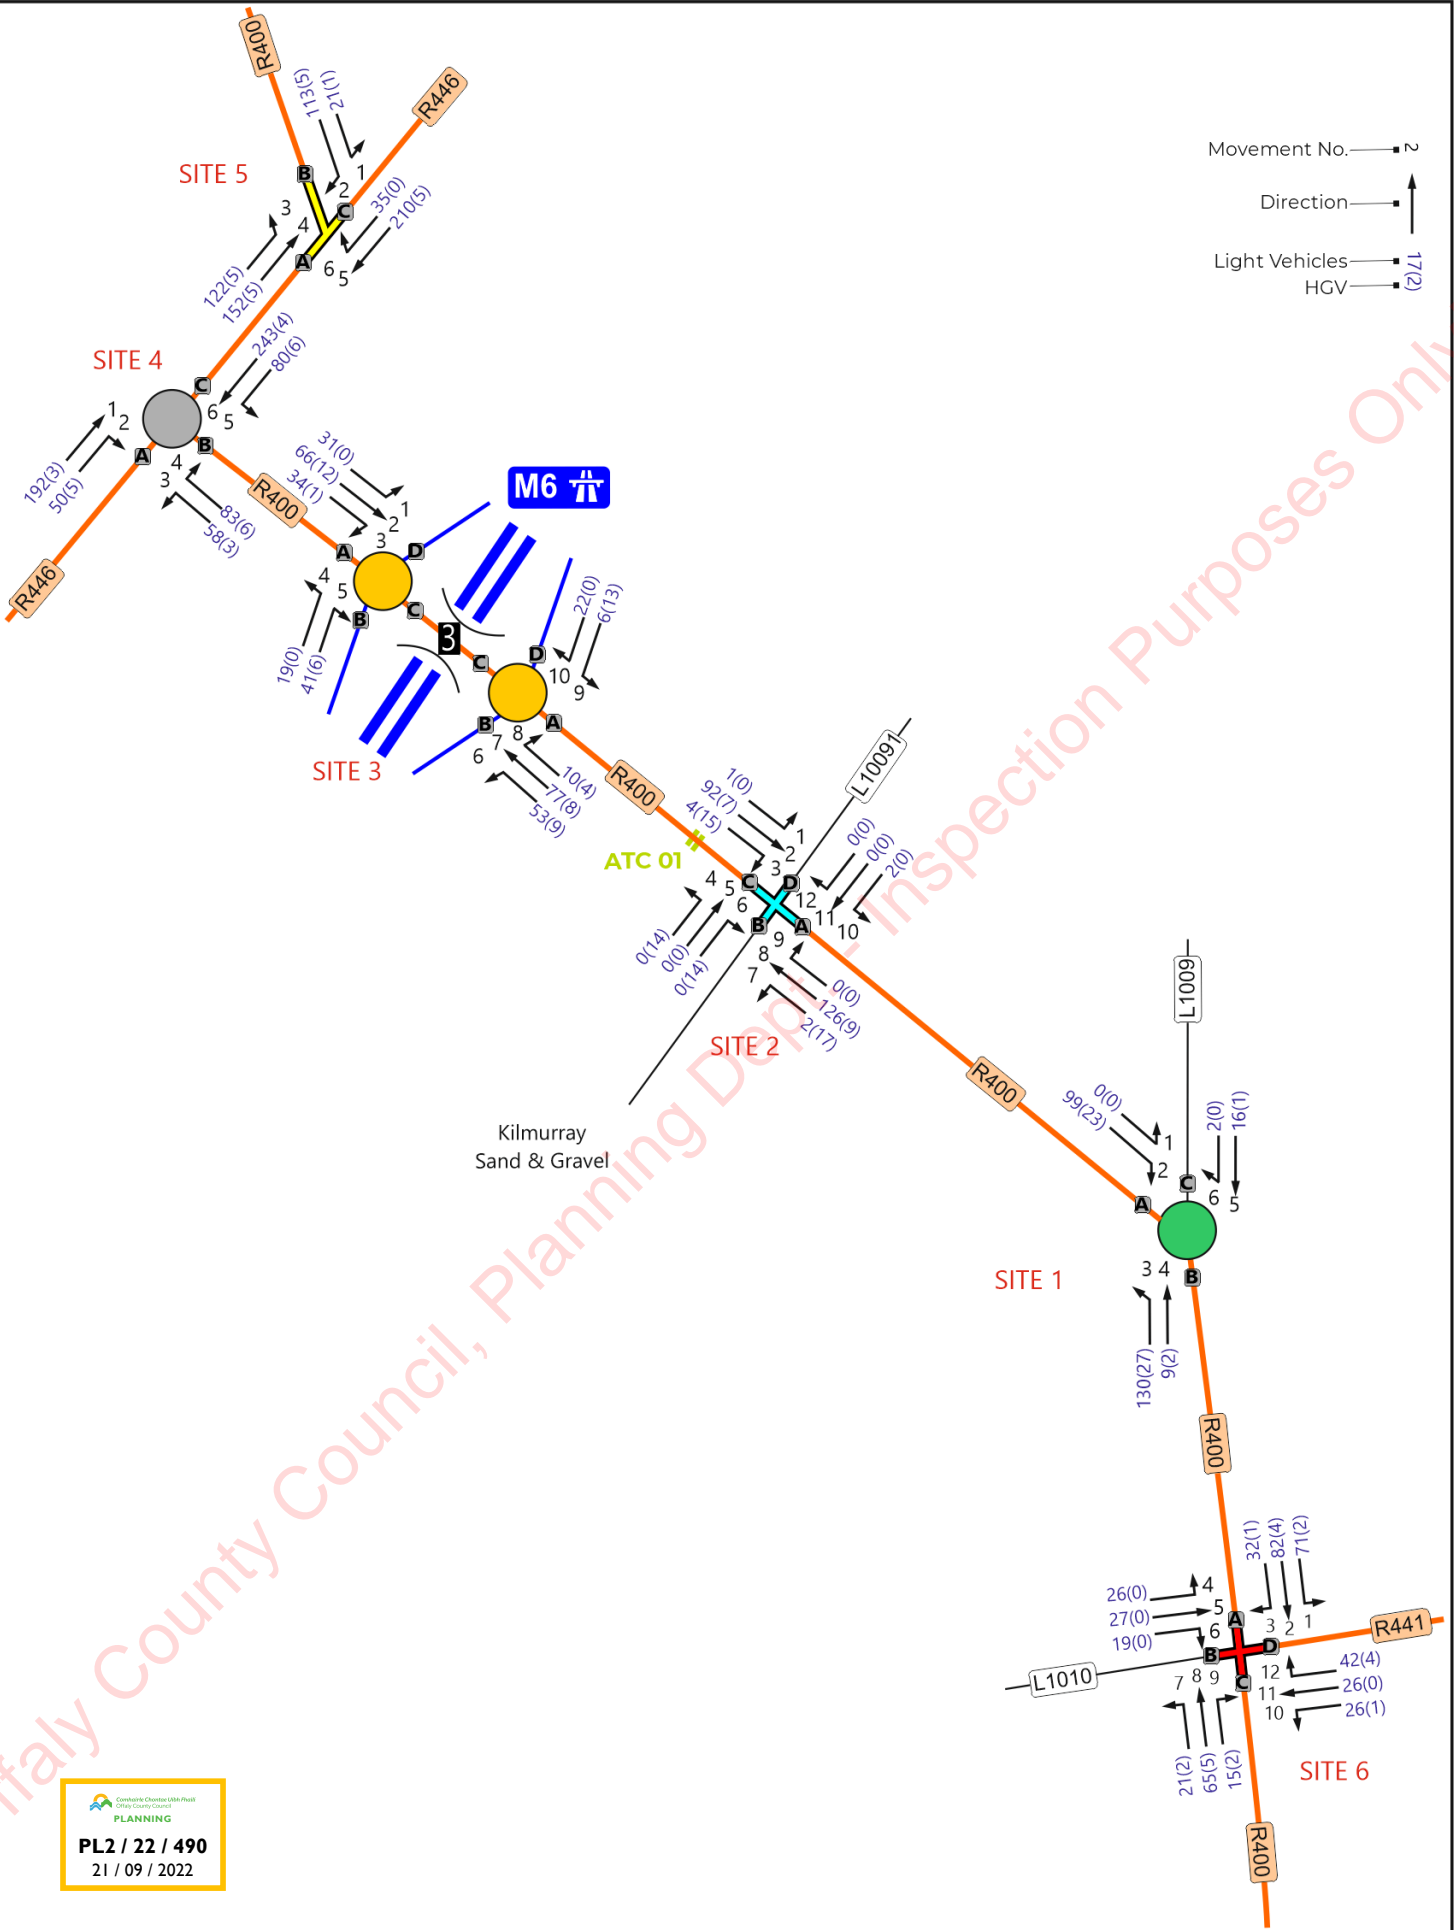 R400
113(5)
21(1)
R446
SITE 5
B
1
2
C
3
4
35(0)
210(5)
A
6
5
122(5)
152(5)
Movement No.
2
Direction
Light Vehicles
HGV
17(2)
SITE 4
243(4)
80(6)
C
6
5
1
2
A
B
4
3
192(3)
50(5)
83(6)
58(3)
R446
R400
31(0)
66(12)
34(1)
1
2
3
M6
A
D
4
5
B
C
3
19(0)
41(6)
22(0)
6(13)
C
D
10
9
B
A
8
7
6
SITE 3
10(4)
77(8)
53(9)
R400
L10091
ATC 01
1(0)
92(7)
4(15)
1
2
3
0(0)
0(0)
2(0)
4
5
6
C
D
12
11
10
B
A
9
8
7
0(14)
0(0)
0(14)
0(0)
126(9)
2(17)
SITE 2
Kilmurray
Sand & Gravel
R400
L1009
0(0)
99(23)
1
2
2(0)
16(1)
C
6
5
A
SITE 1
3
4
B
130(27)
9(2)
R400
32(1)
82(4)
71(2)
26(0)
27(0)
19(0)
4
5
6
A
3
2
1
R441
B
D
L1010
7
8
9
C
12
11
10
42(4)
26(0)
26(1)
21(2)
65(5)
15(2)
SITE 6
R400
ffaly County Council, Planning Dept. - Inspection Purposes Only
Comhairle Chontae Uíbh Fhailí
Offaly County Council
PLANNING
PL2 / 22 / 490
21 / 09 / 2022